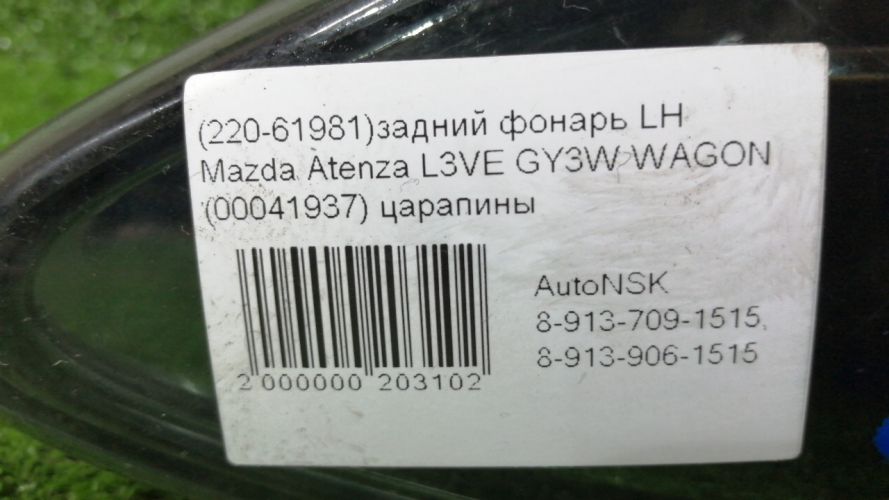 (220-61981)задний фонарь LH
Mazda Atenza L3VE GY3W WAGON
(00041937) царапины
AutoNSK
8-913-709-1515,
8-913-906-1515
2 000000 203102